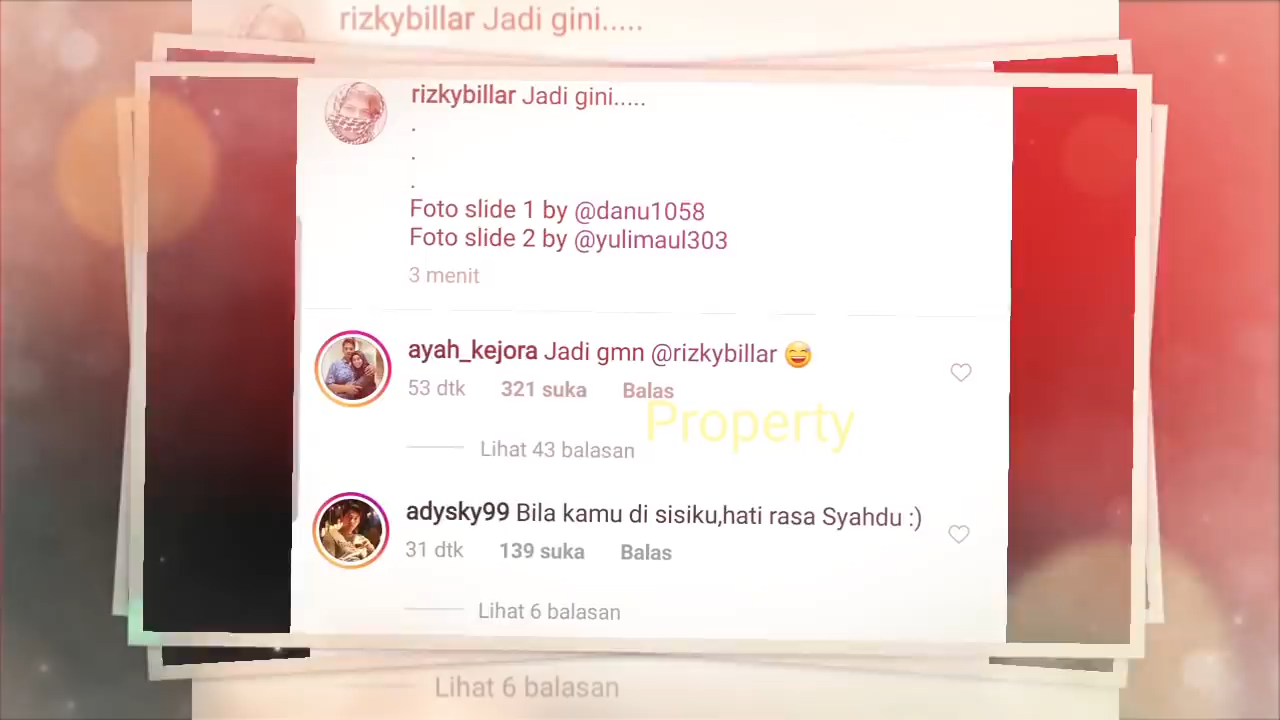 rizkybillar Jadi gini.....
rizkybillar Jadi gini.....
.
.
.
Foto slide 1 by @danu1058
Foto slide 2 by @yulimaul303
3 menit
ayah_kejora Jadi gmn @rizkybillar 😄
53 dtk 321 suka Balas
Property
Lihat 43 balasan
adysky99 Bila kamu di sisiku,hati rasa Syahdu :)
31 dtk 139 suka Balas
Lihat 6 balasan
Lihat 6 balasan